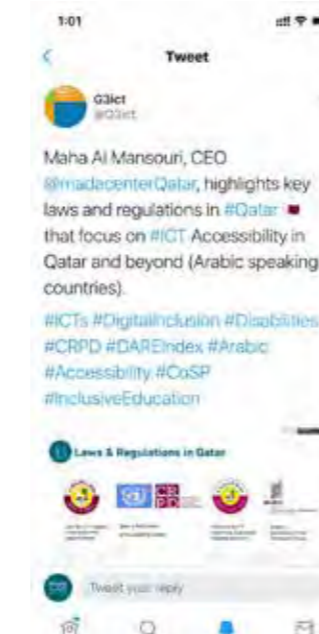 1:01
Tweet
G3ict
@G3ict
Maha Al Mansouri, CEO
@madacenterQatar, highlights key
laws and regulations in #Qatar
that focus on #ICT Accessibility in
Qatar and beyond (Arabic speaking
countries).
#ICTs #DigitalInclusion #Disabilities
#CRPD #DAREIndex #Arabic
#Accessibility #CoSP
#InclusiveEducation
Laws & Regulations in Qatar
CR
PD
Tweet your reply